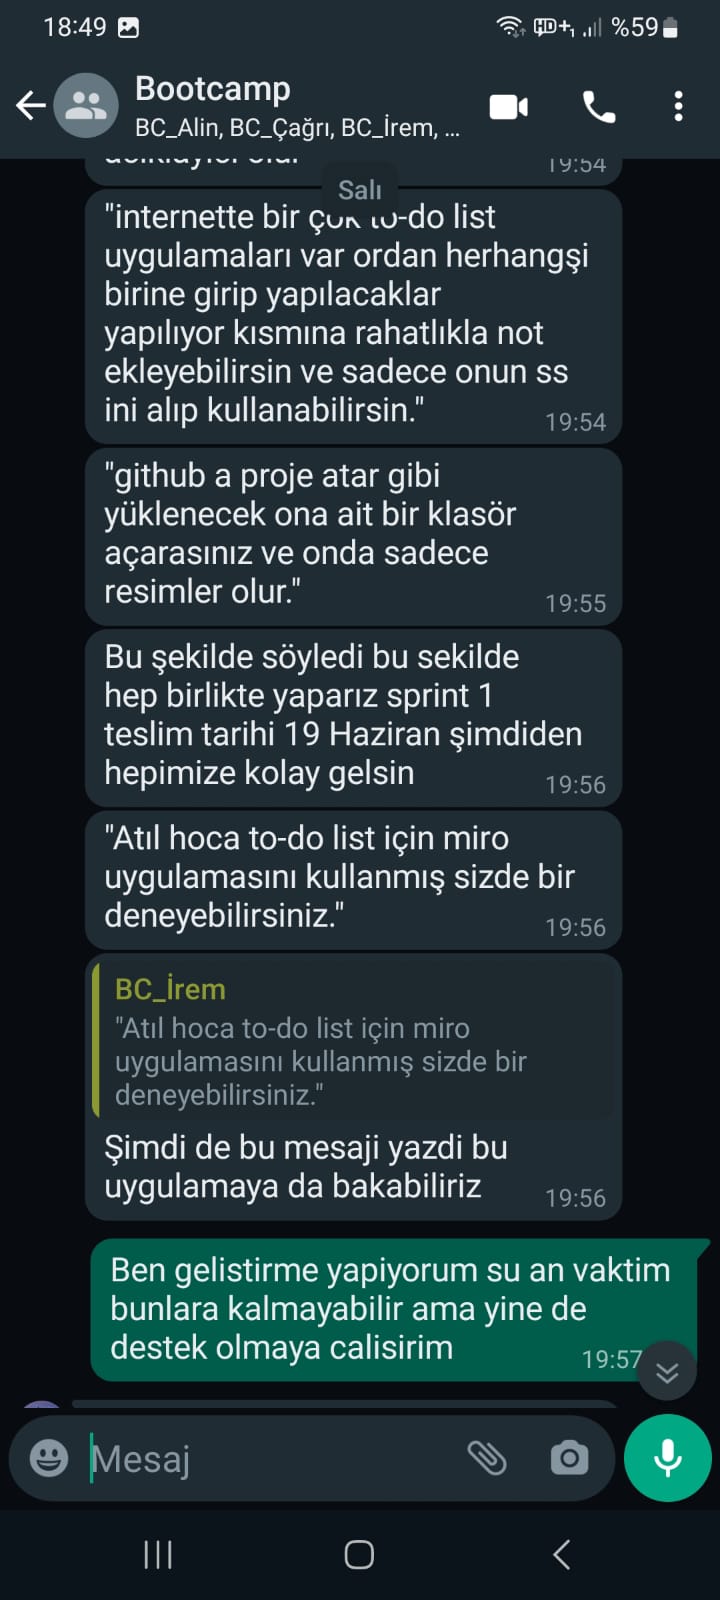 18:49
%59
Bootcamp
BC_Alin, BC_Çağrı, BC_İrem, ...
19:54
Salı
"internette bir çok to-do list
uygulamaları var ordan herhangşi
birine girip yapılacaklar
yapılıyor kısmına rahatlıkla not
ekleyebilirsin ve sadece onun ss
ini alıp kullanabilirsin."
19:54
"github a proje atar gibi
yüklenecek ona ait bir klasör
açarasınız ve onda sadece
resimler olur."
19:55
Bu şekilde söyledi bu sekilde
hep birlikte yaparız sprint 1
teslim tarihi 19 Haziran şimdiden
hepimize kolay gelsin
19:56
"Atıl hoca to-do list için miro
uygulamasını kullanmış sizde bir
deneyebilirsiniz."
19:56
BC_İrem
"Atıl hoca to-do list için miro
uygulamasını kullanmış sizde bir
deneyebilirsiniz."
Şimdi de bu mesaji yazdi bu
uygulamaya da bakabiliriz
19:56
Ben gelistirme yapiyorum su an vaktim
bunlara kalmayabilir ama yine de
destek olmaya calisirim
19:57
Mesaj